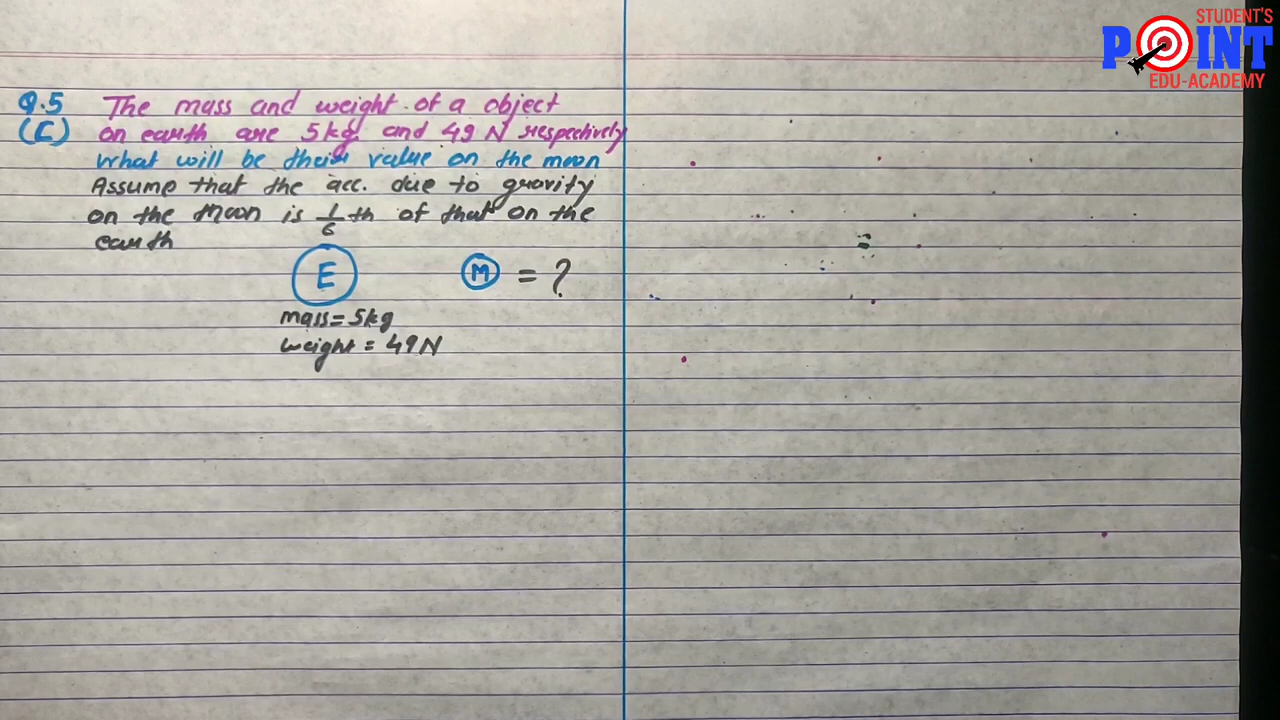 STUDENT'S
POINT
EDU-ACADEMY
Q.5 The mass and weight of a object
(C) on earth are 5kg and 49 N respectively
What will be their value on the moon
Assume that the acc. due to gravity
on the Moon is 1/6 th of that on the
earth
E M = ?
mass = 5kg
weight = 49N